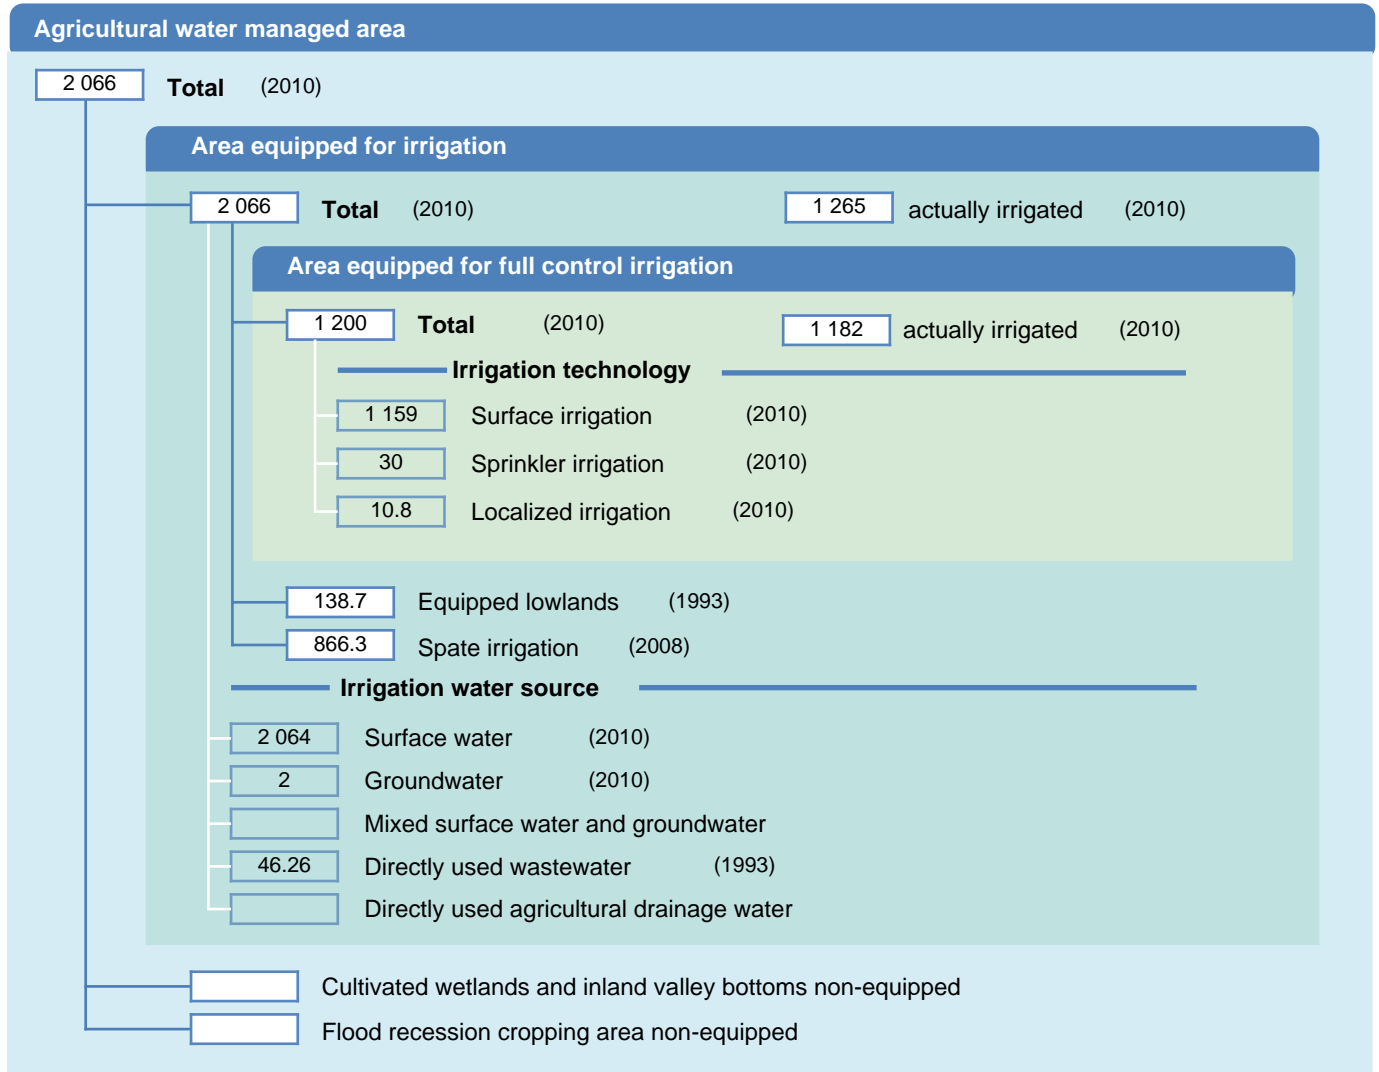 Agricultural water managed area
2 066 Total (2010)
Area equipped for irrigation
2 066 Total (2010) 1 265 actually irrigated (2010)
Area equipped for full control irrigation
1 200 Total (2010) 1 182 actually irrigated (2010)
Irrigation technology
1 159 Surface irrigation (2010)
30 Sprinkler irrigation (2010)
10.8 Localized irrigation (2010)
138.7 Equipped lowlands (1993)
866.3 Spate irrigation (2008)
Irrigation water source
2 064 Surface water (2010)
2 Groundwater (2010)
Mixed surface water and groundwater
46.26 Directly used wastewater (1993)
Directly used agricultural drainage water
Cultivated wetlands and inland valley bottoms non-equipped
Flood recession cropping area non-equipped